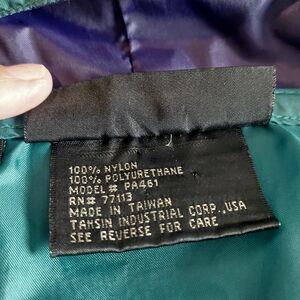 100% NYLON
100% POLYURETHANE
MODEL# PA461
RN# 77113
MADE IN TAIWAN
TAHSIN INDUSTRIAL CORP.,USA
SEE REVERSE FOR CARE